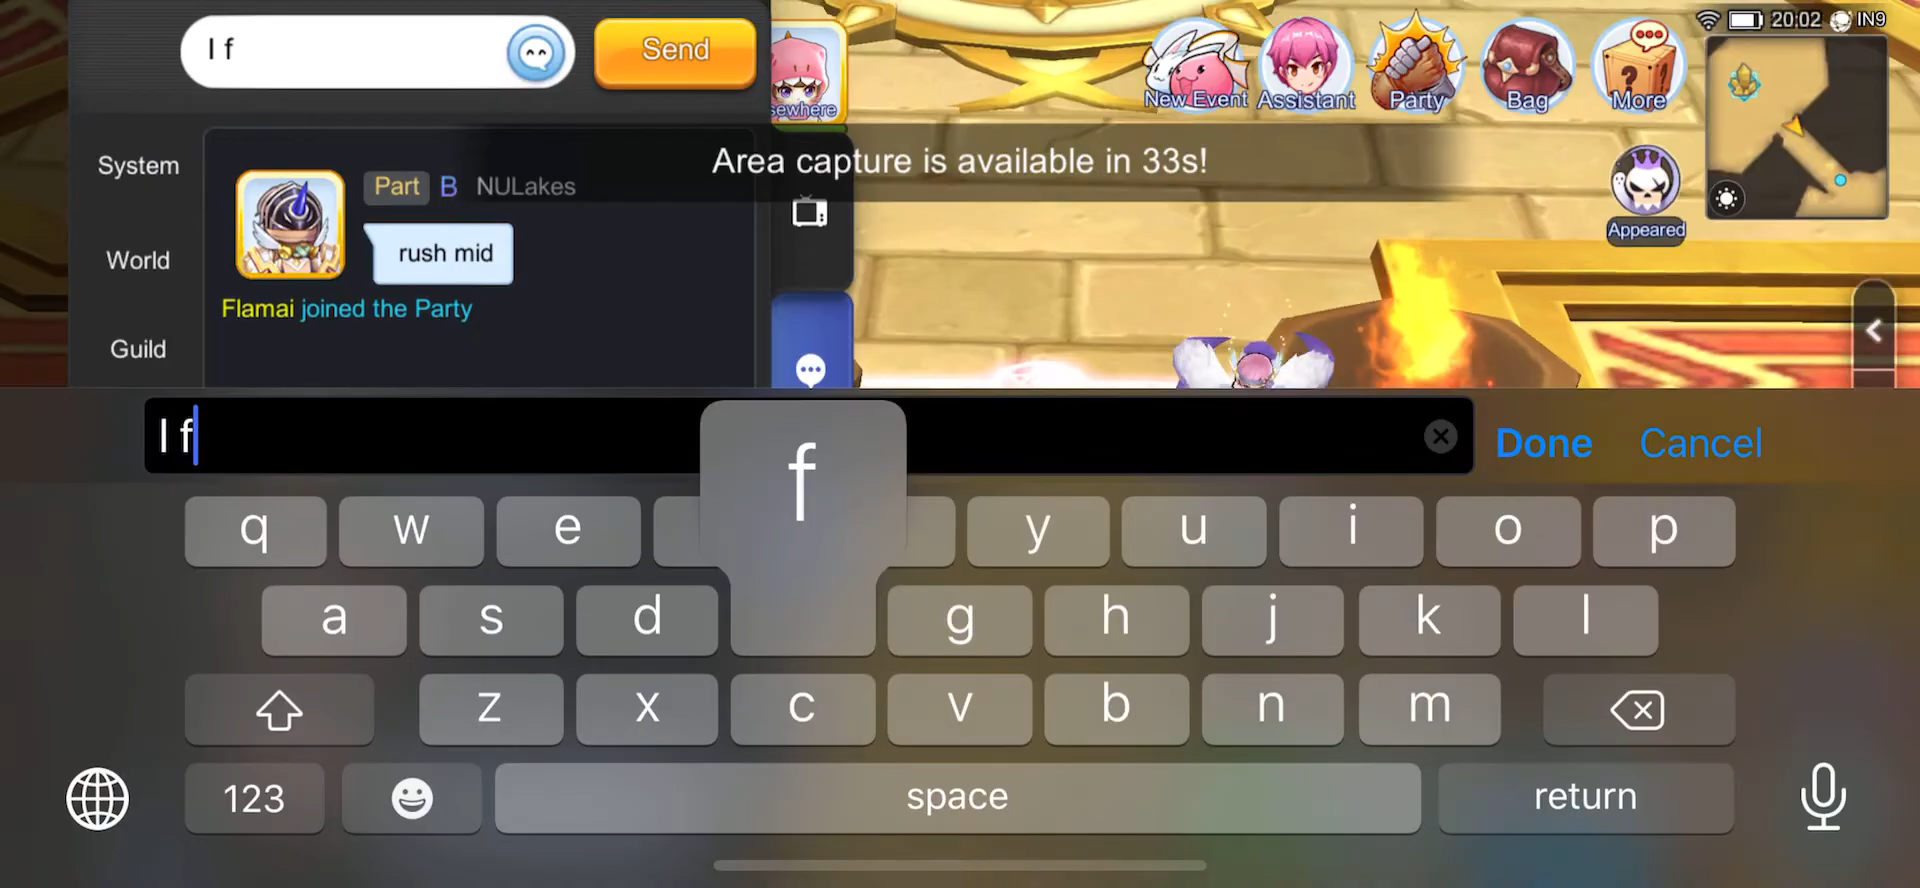 I f
Send
sewhere
New Event
Assistant
Party
Bag
More
20:02
IN9
System
World
Guild
Area capture is available in 33s!
Part B NULakes
rush mid
Flamai joined the Party
Appeared
I f
Done
Cancel
f
q w e y u i o p
a s d g h j k l
z x c v b n m
123
space
return